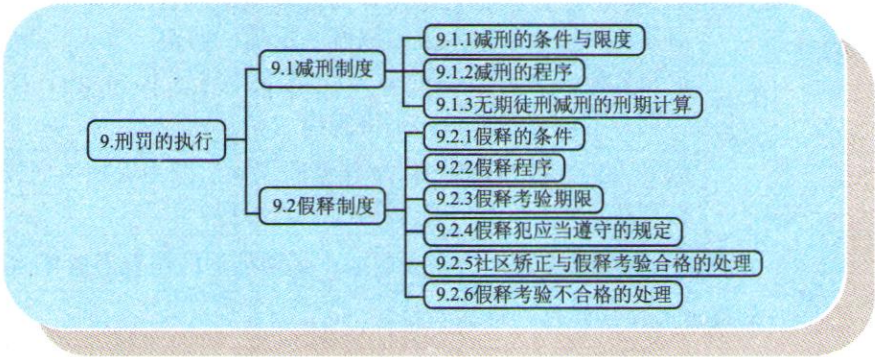 9.刑罚的执行
9.1减刑制度
9.1.1减刑的条件与限度
9.1.2减刑的程序
9.1.3无期徒刑减刑的刑期计算
9.2假释制度
9.2.1假释的条件
9.2.2假释程序
9.2.3假释考验期限
9.2.4假释犯应当遵守的规定
9.2.5社区矫正与假释考验合格的处理
9.2.6假释考验不合格的处理